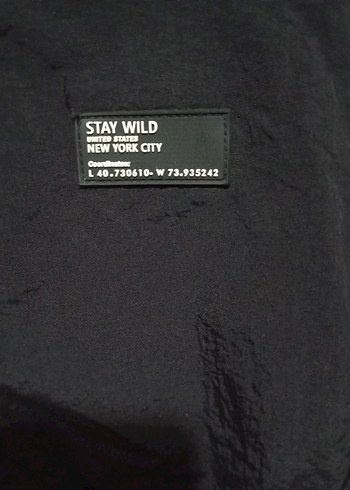 STAY WILD
UNITED STATES
NEW YORK CITY
Coordinates:
L 40.730610- W 73.935242